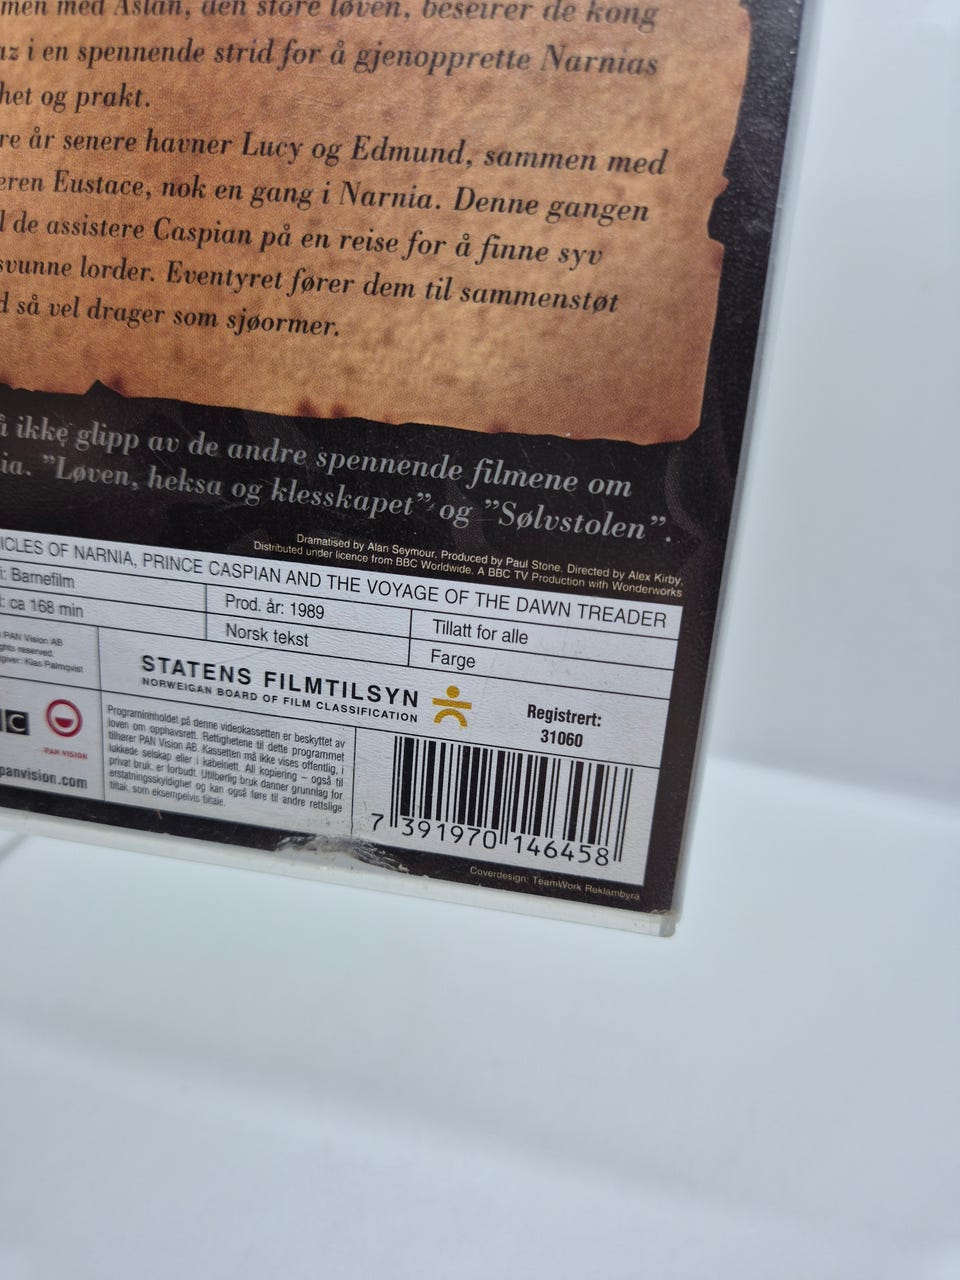 men med Aslan, den store løven, beseirer de kong
az i en spennende strid for å gjenopprette Narnias
het og prakt.
re år senere havner Lucy og Edmund, sammen med
eren Eustace, nok en gang i Narnia. Denne gangen
l de assistere Caspian på en reise for å finne syv
svunne lorder. Eventyret fører dem til sammenstøt
d så vel drager som sjøormer.
å ikke glipp av de andre spennende filmene om
ia. "Løven, heksa og klesskapet" og "Sølvstolen".
Dramatised by Alan Seymour, Produced by Paul Stone. Directed by Alex Kirby.
Distributed under licence from BBC Worldwide. A BBC TV Production with Wonderworks
ICLES OF NARNIA, PRINCE CASPIAN AND THE VOYAGE OF THE DAWN TREADER
i: Barnefilm
Prod. år: 1989
Tillatt for alle
: ca 168 min
Norsk tekst
Farge
PAN Vision AB
ghts reserved.
giver: Klas Palmqvist
STATENS FILMTILSYN
NORWEGIAN BOARD OF FILM CLASSIFICATION
Registrert:
31060
C
PAN VISION
panvision.com
Programinnholdet på denne videokassetten er beskyttet av
loven om opphavsrett. Rettighetene til dette programmet
tilhører PAN Vision AB. Kassetten må ikke vises offentlig, i
lukkede selskap eller i kabelnett. All kopiering – også til
privat bruk, er forbudt. Utilbørlig bruk danner grunnlag for
erstatningsskyldighet og kan også føre til andre rettslige
tiltak, som eksempelvis tiltale.
7 391970 146458
Coverdesign: TeamWork Reklambyrå